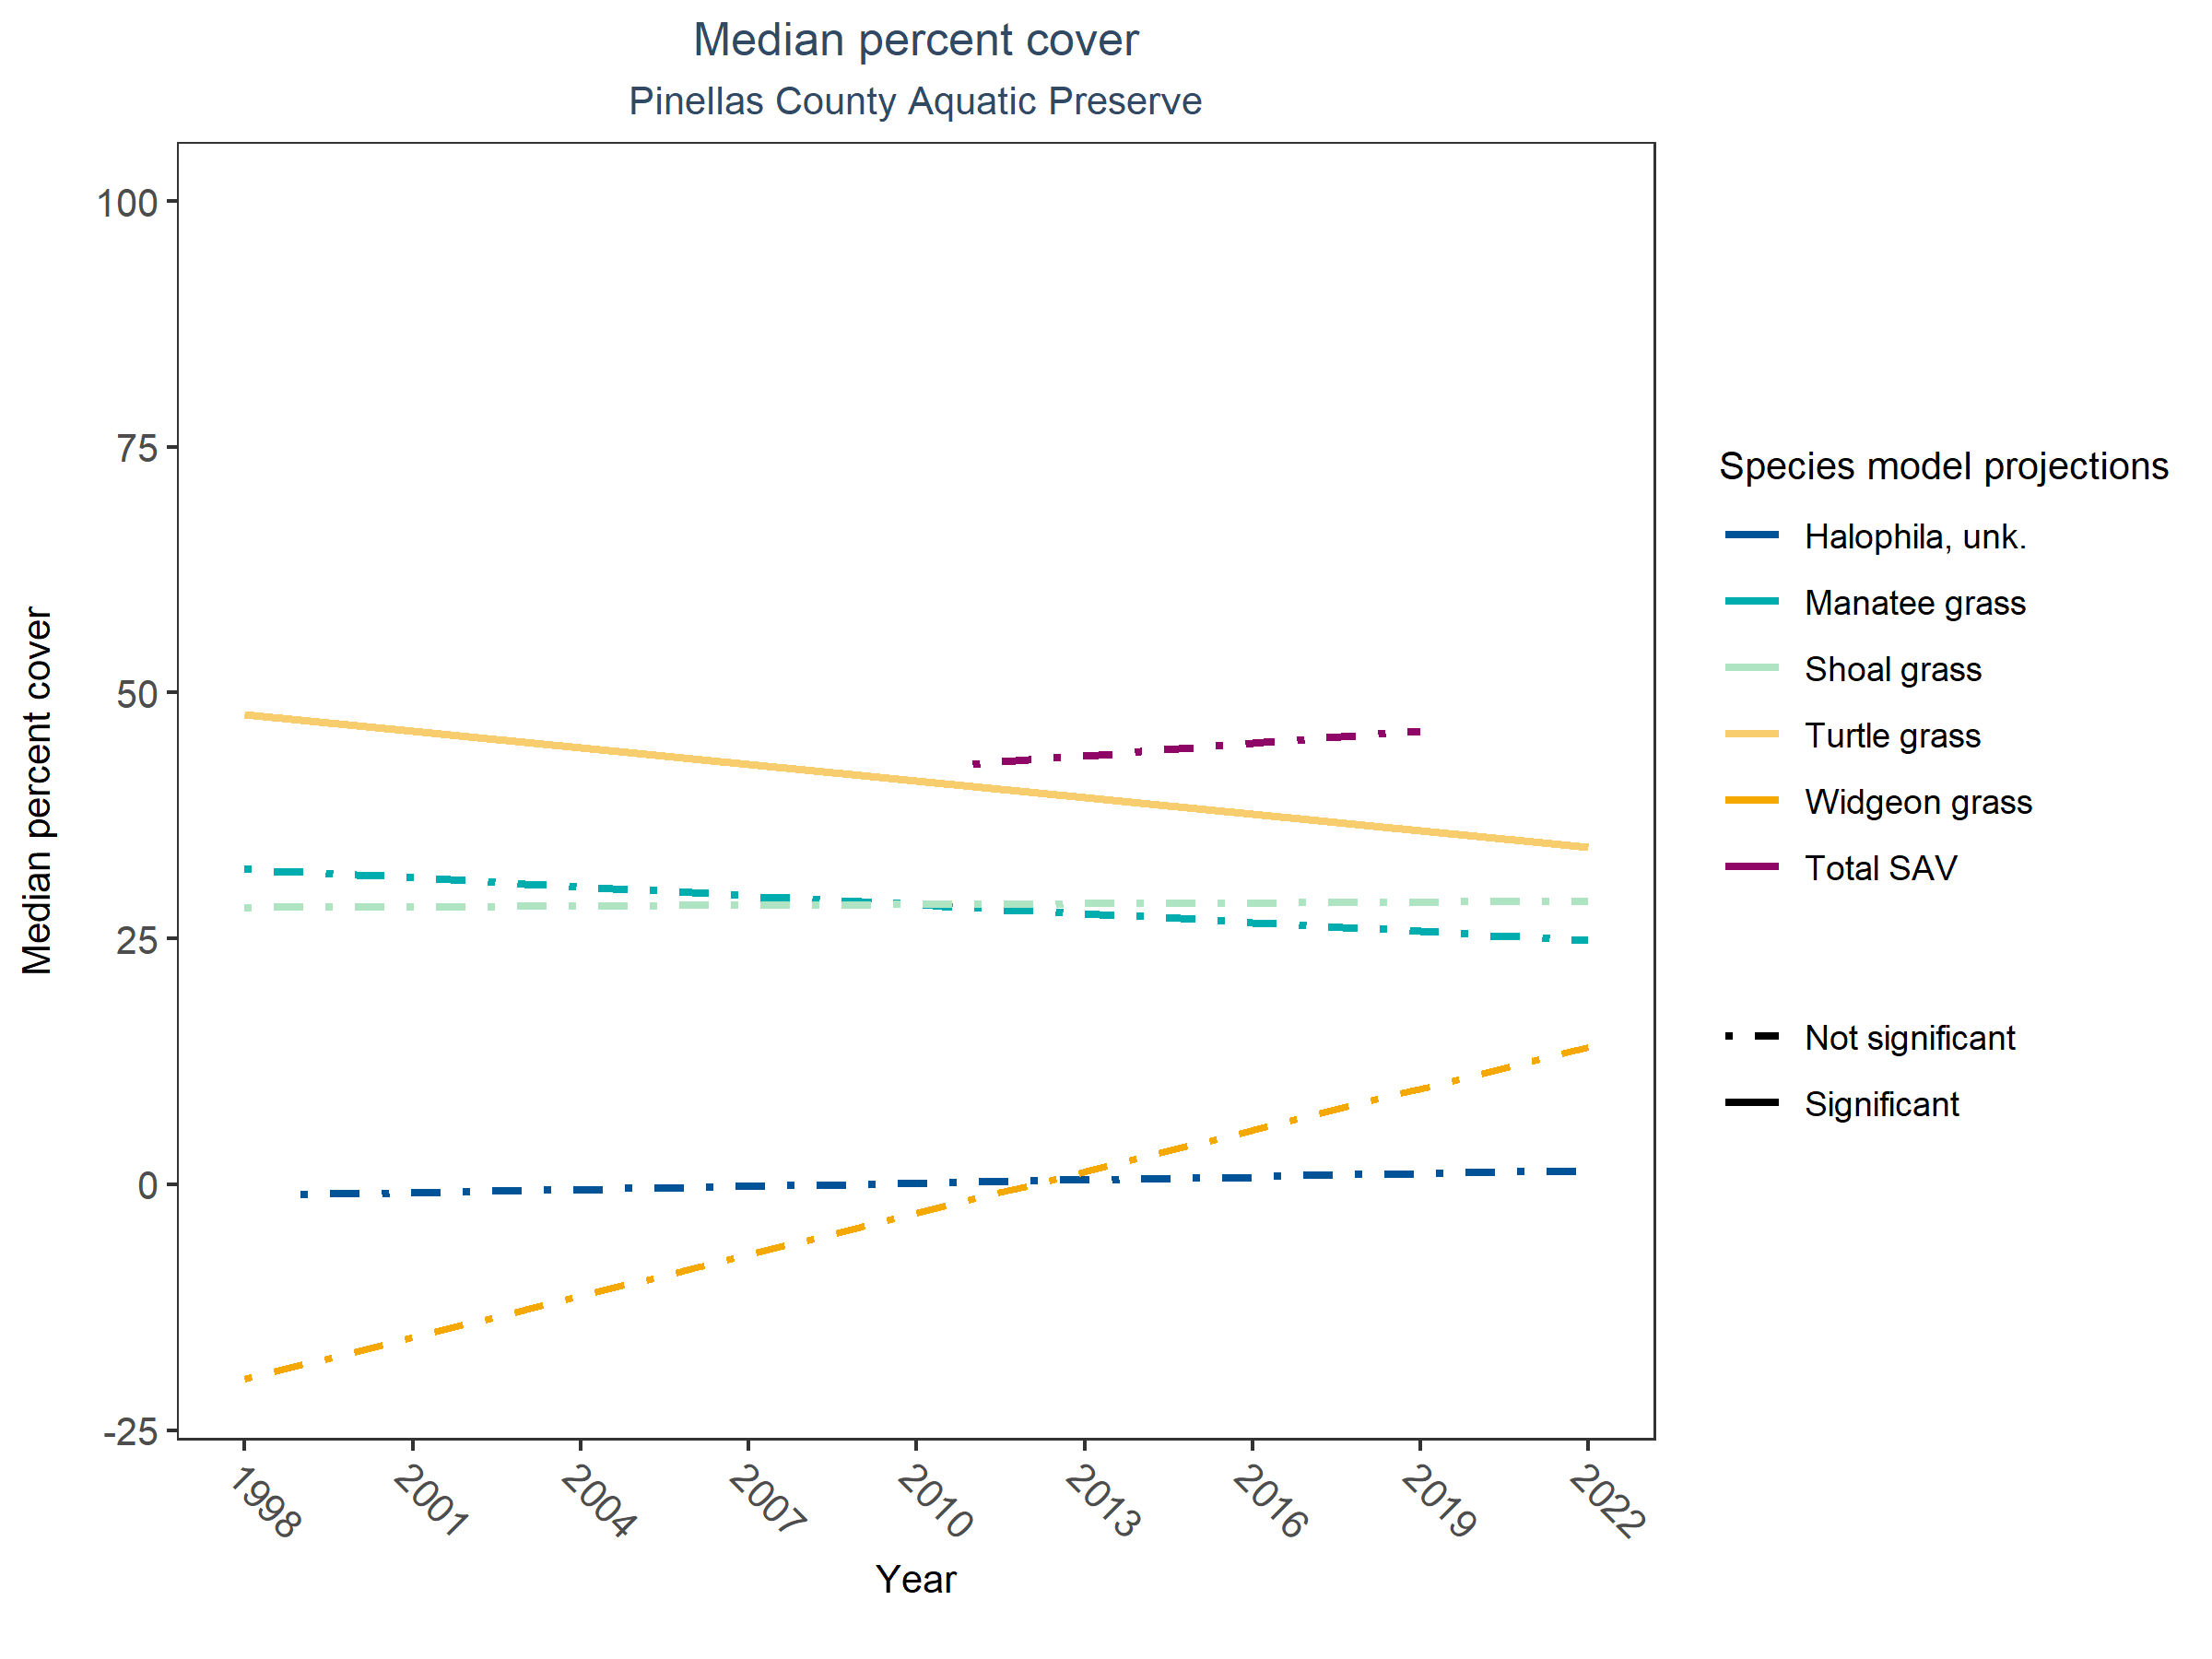 Median percent cover
Pinellas County Aquatic Preserve
100
75
50
25
0
-25
Median percent cover
1998
2001
2004
2007
2010
2013
2016
2019
2022
Year
Species model projections
Halophila, unk.
Manatee grass
Shoal grass
Turtle grass
Widgeon grass
Total SAV
Not significant
Significant